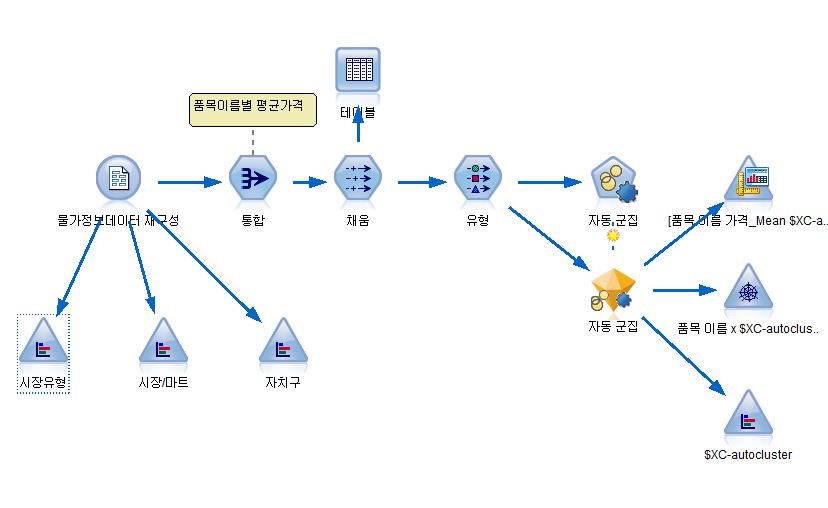 테이블
품목이름별 평균가격
물가정보데이터 재구성
통합
채움
유형
자동 군집
[품목 이름 가격_Mean $XC-a..
자동 군집
품목 이름 x $XC-autoclus..
시장유형
시장/마트
자치구
$XC-autocluster